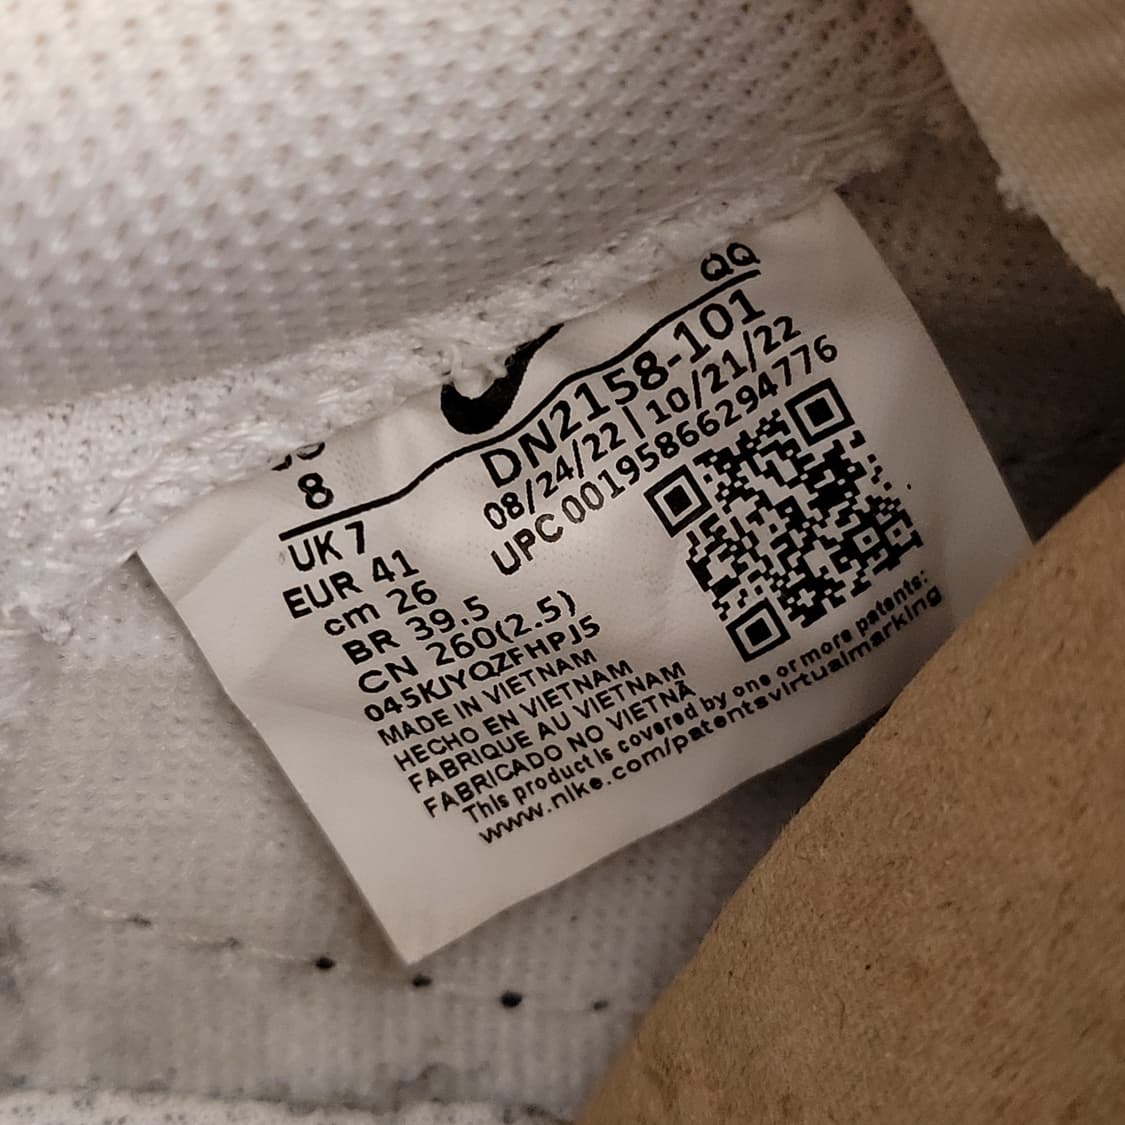 QQ
8
DN2158-101
08/24/22 | 10/21/22
UPC 00195866294776
UK 7
EUR 41
cm 26
BR 39.5
CN 260(2.5)
045KJYQZFHPJ5
MADE IN VIETNAM
HECHO EN VIETNAM
FABRIQUE AU VIETNAM
FABRICADO NO VIETNÃ
This product is covered by one or more patents:
www.nike.com/patentsvirtualmarking